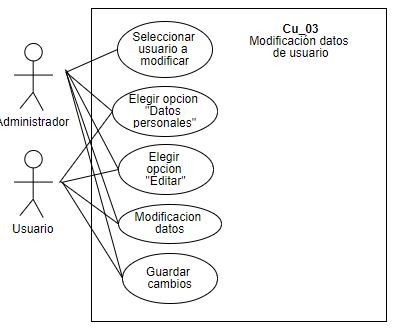 Cu_03
Modificación datos
de usuario
Seleccionar
usuario a
modificar
Administrador
Elegir opcion
"Datos
personales"
Elegir
opcion
"Editar"
Usuario
Modificacion
datos
Guardar
cambios